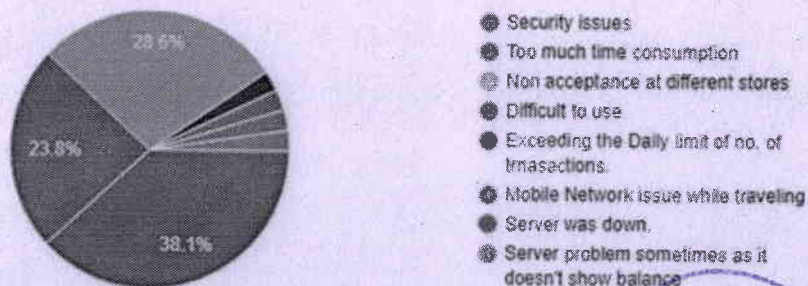 28.6%
23.8%
38.1%
Security issues
Too much time consumption
Non acceptance at different stores
Difficult to use
Exceeding the Daily limit of no. of
trnasactions.
Mobile Network issue while traveling
Server was down.
Server problem sometimes as it
doesn't show balance